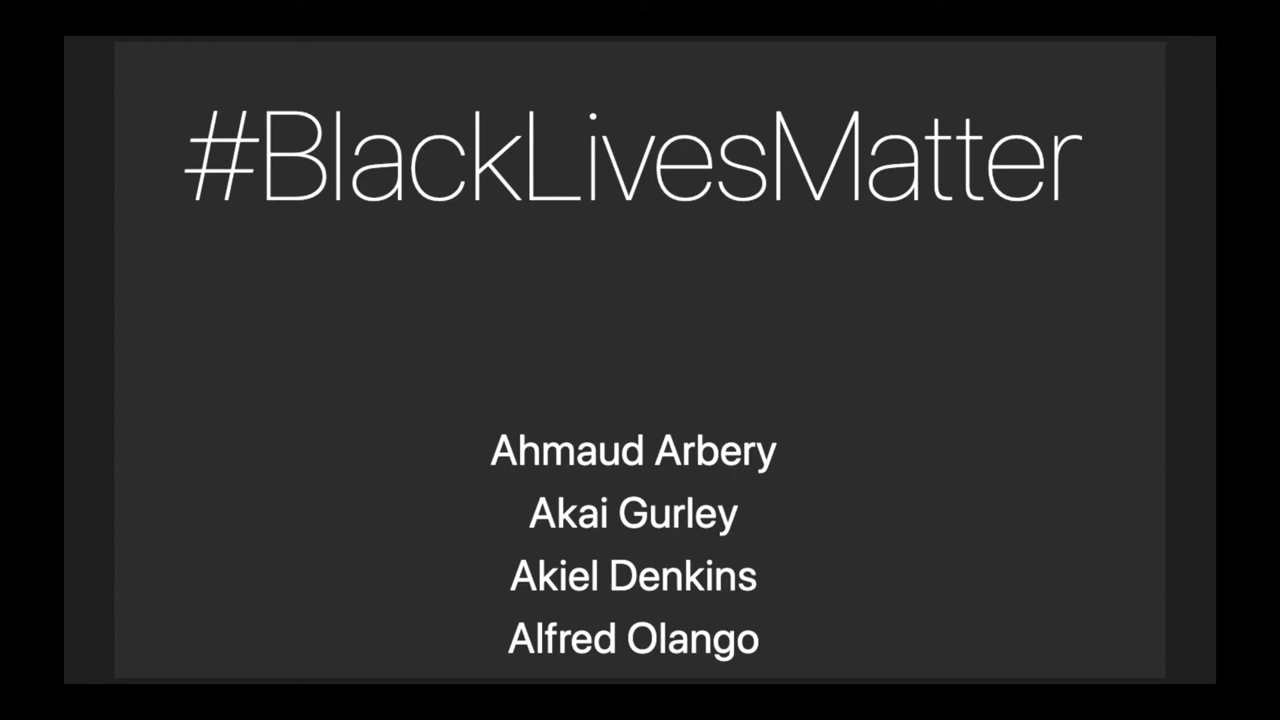 #BlackLivesMatter
Ahmaud Arbery
Akai Gurley
Akiel Denkins
Alfred Olango